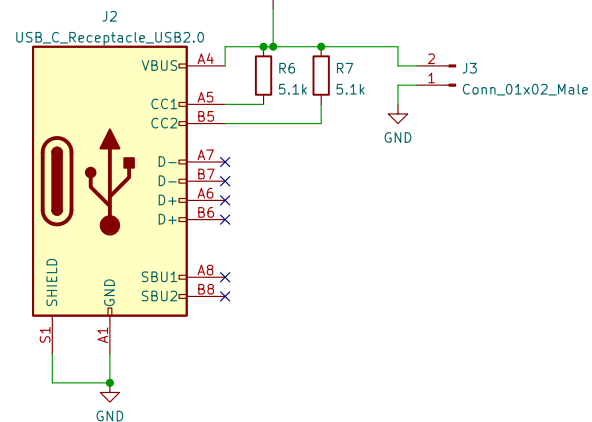 J2
USB_C_Receptacle_USB2.0
VBUS A4
R6
5.1k
R7
5.1k
2
1
J3
Conn_01x02_Male
GND
CC1 A5
CC2 B5
D- A7
D- B7
D+ A6
D+ B6
SBU1 A8
SBU2 B8
SHIELD
GND
S1
A1
GND